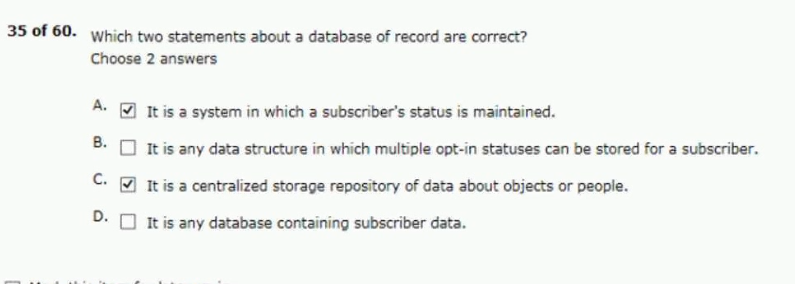 35 of 60. Which two statements about a database of record are correct?
Choose 2 answers
A. It is a system in which a subscriber's status is maintained.
B. It is any data structure in which multiple opt-in statuses can be stored for a subscriber.
C. It is a centralized storage repository of data about objects or people.
D. It is any database containing subscriber data.